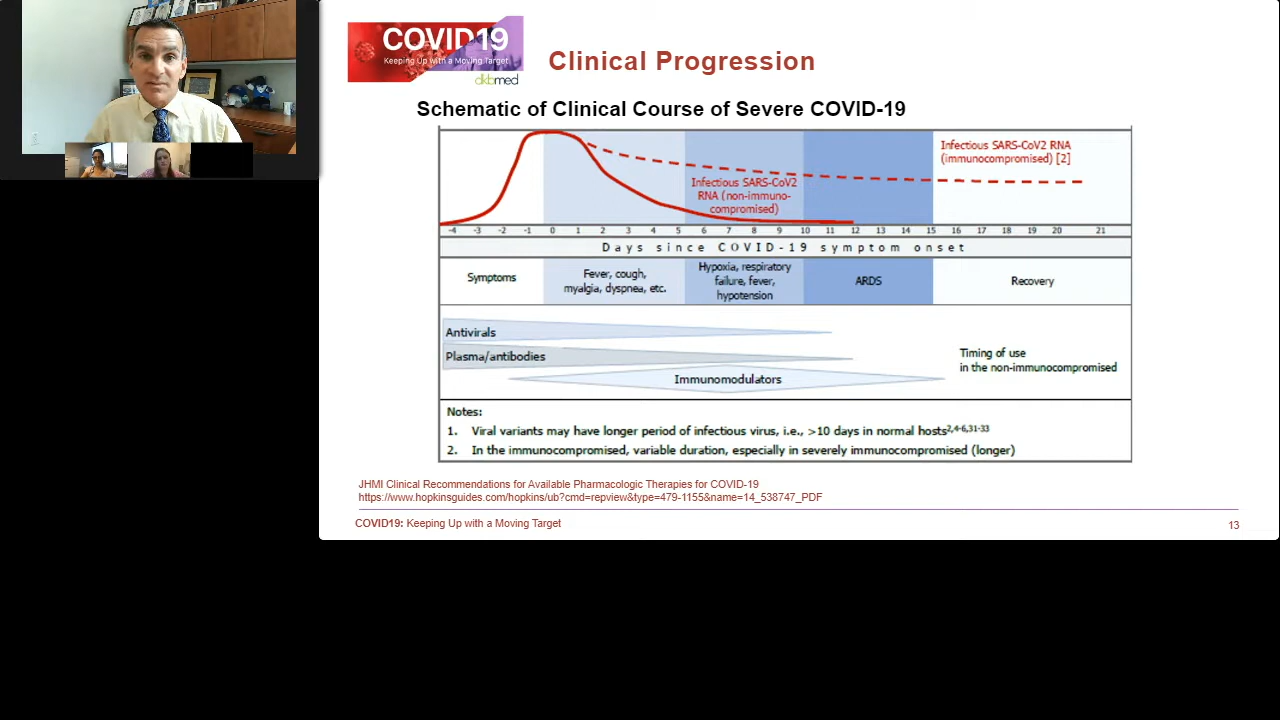 COVID19
Keeping Up with a Moving Target
dkbmed
Clinical Progression
Schematic of Clinical Course of Severe COVID-19
Infectious SARS-CoV2 RNA
(immunocompromised) [2]
Infectious SARS-CoV2
RNA (non-immuno-
compromised)
-4 -3 -2 -1 0 1 2 3 4 5 6 7 8 9 10 11 12 13 14 15 16 17 18 19 20 21
Days since COVID-19 symptom onset
Symptoms
Fever, cough,
myalgia, dyspnea, etc.
Hypoxia, respiratory
failure, fever,
hypotension
ARDS
Recovery
Antivirals
Plasma/antibodies
Immunomodulators
Timing of use
in the non-immunocompromised
Notes:
1. Viral variants may have longer period of infectious virus, i.e., >10 days in normal hosts2,4-6,31-33
2. In the immunocompromised, variable duration, especially in severely immunocompromised (longer)
JHMI Clinical Recommendations for Available Pharmacologic Therapies for COVID-19
https://www.hopkinsguides.com/hopkins/ub?cmd=repview&type=479-1155&name=14_538747_PDF
COVID19: Keeping Up with a Moving Target
13